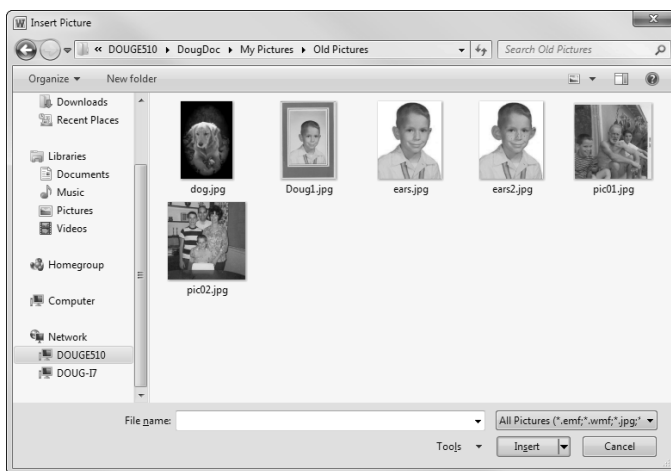 Insert Picture
« DOUGE510 ▸ DougDoc ▸ My Pictures ▸ Old Pictures
Search Old Pictures
Organize ▼ New folder
Downloads
Recent Places
Libraries
Documents
Music
Pictures
Videos
Homegroup
Computer
Network
DOUGE510
DOUG-I7
dog.jpg Doug1.jpg ears.jpg ears2.jpg pic01.jpg
pic02.jpg
File name:
All Pictures (*.emf;*.wmf;*.jpg;*
Tools ▼ Insert Cancel